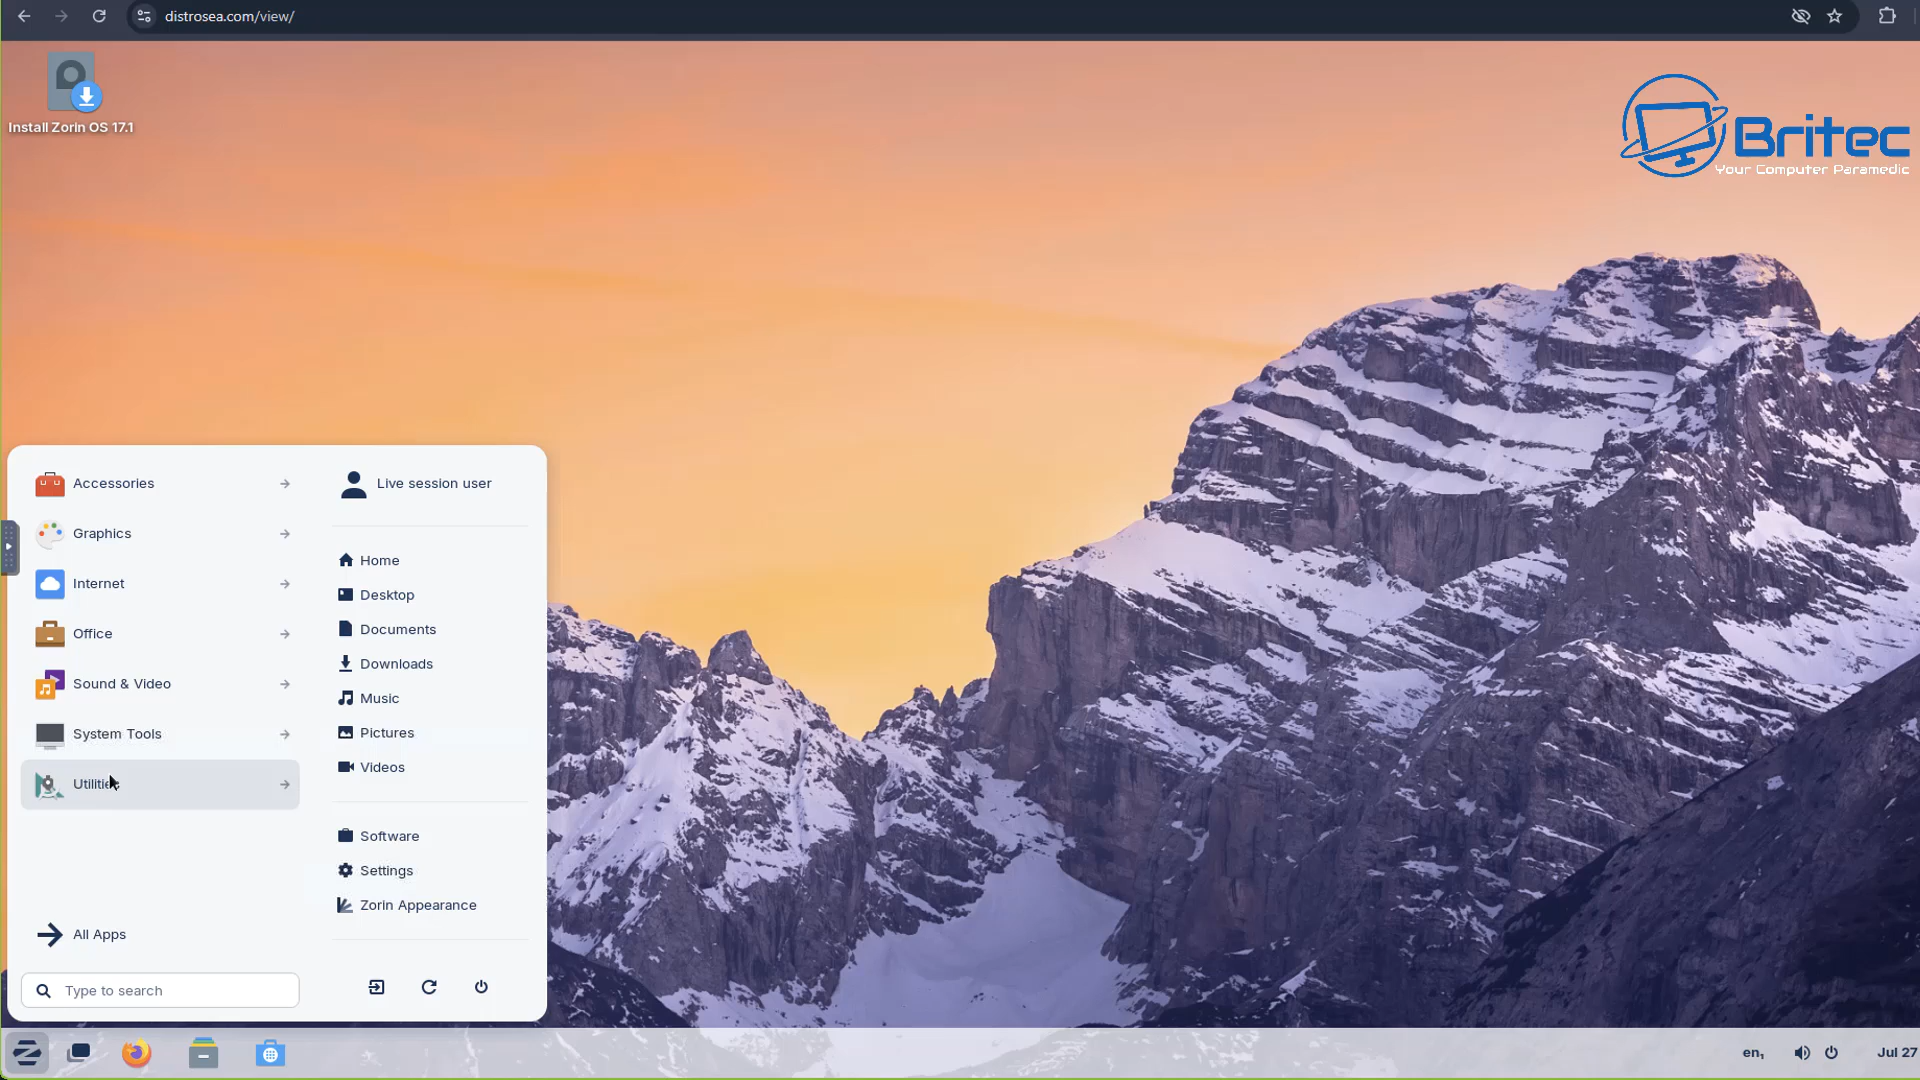 distrosea.com/view/
Install Zorin OS 17.1
Britec
Your Computer Paramedic
Accessories
Graphics
Internet
Office
Sound & Video
System Tools
Utilities
All Apps
Type to search
Live session user
Home
Desktop
Documents
Downloads
Music
Pictures
Videos
Software
Settings
Zorin Appearance
en₁
Jul 27